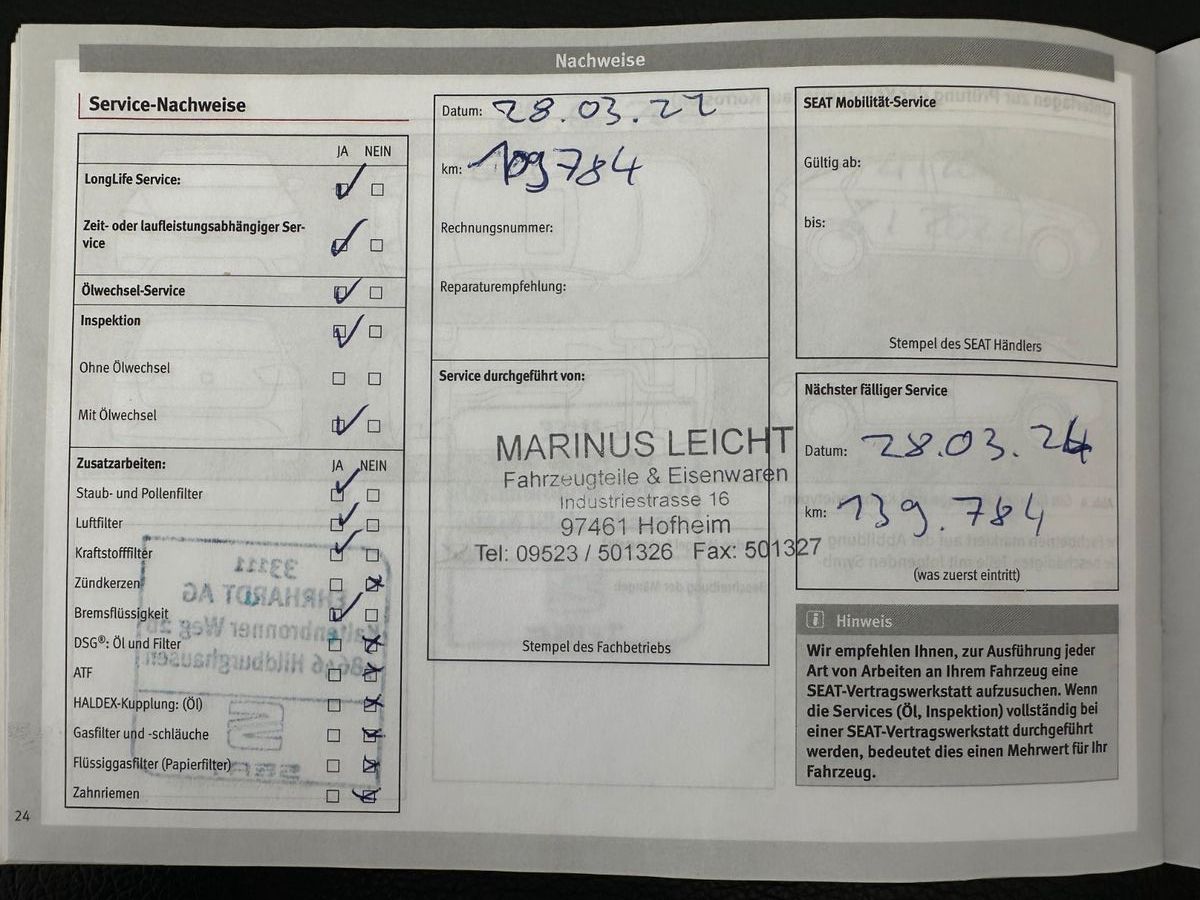 Nachweise
Service-Nachweise
JA NEIN
LongLife Service:
Zeit- oder laufleistungsabhängiger Ser-
vice
Ölwechsel-Service
Inspektion
Ohne Ölwechsel
Mit Ölwechsel
Zusatzarbeiten: JA NEIN
Staub- und Pollenfilter
Luftfilter
Kraftstofffilter
Zündkerzen
Bremsflüssigkeit
DSG®: Öl und Filter
ATF
HALDEX-Kupplung: (Öl)
Gasfilter und -schläuche
Flüssiggasfilter (Papierfilter)
Zahnriemen
24
Datum: 28.03.22
km: 109784
Rechnungsnummer:
Reparaturempfehlung:
Service durchgeführt von:
MARINUS LEICHT
Fahrzeugteile & Eisenwaren
Industriestrasse 16
97461 Hofheim
Tel: 09523 / 501326 Fax: 501327
Stempel des Fachbetriebs
SEAT Mobilität-Service
Gültig ab:
bis:
Stempel des SEAT Händlers
Nächster fälliger Service
Datum: 28.03.24
km: 139.784
(was zuerst eintritt)
i Hinweis
Wir empfehlen Ihnen, zur Ausführung jeder
Art von Arbeiten an Ihrem Fahrzeug eine
SEAT-Vertragswerkstatt aufzusuchen. Wenn
die Services (Öl, Inspektion) vollständig bei
einer SEAT-Vertragswerkstatt durchgeführt
werden, bedeutet dies einen Mehrwert für Ihr
Fahrzeug.